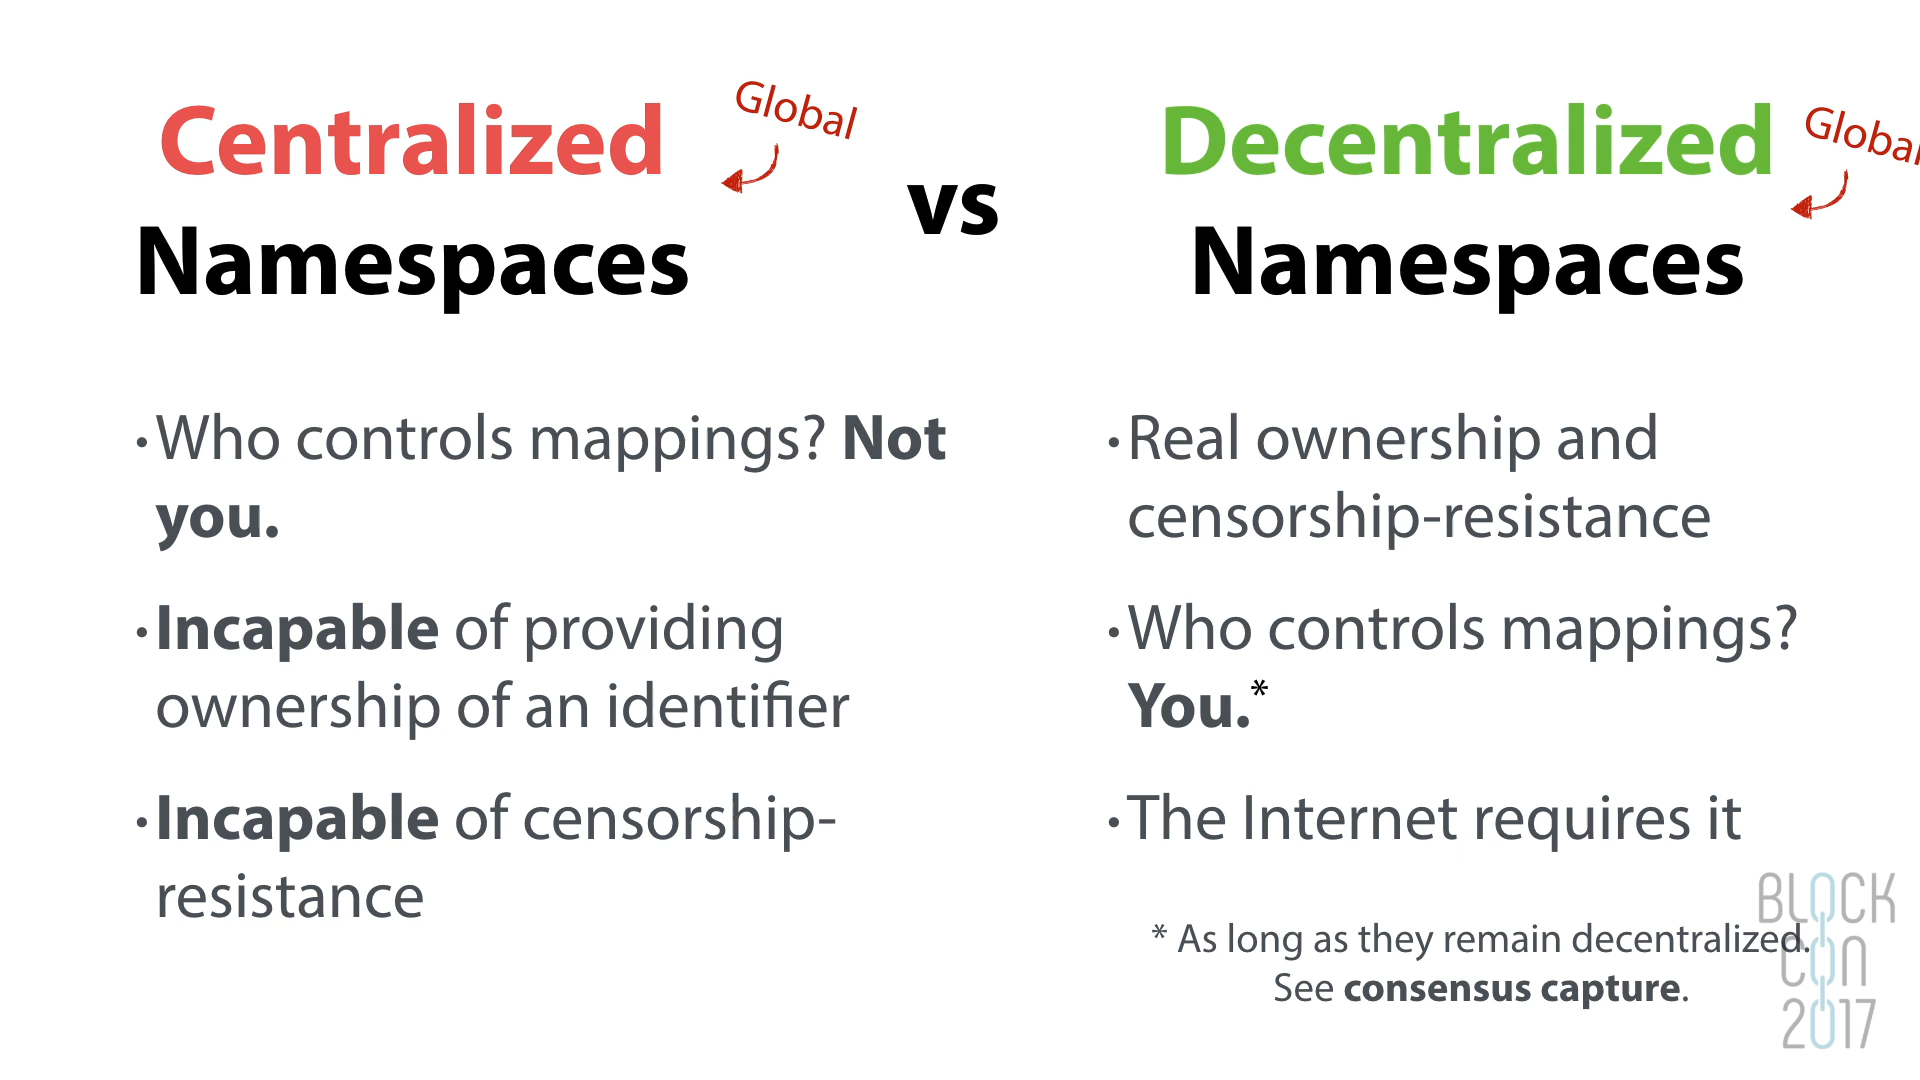 Centralized
Namespaces
Global
vs
Decentralized
Namespaces
Global
•Who controls mappings? Not
you.
•Incapable of providing
ownership of an identifier
•Incapable of censorship-
resistance
•Real ownership and
censorship-resistance
•Who controls mappings?
You.*
•The Internet requires it
* As long as they remain decentralized.
See consensus capture.
BLOCK
CON
2017